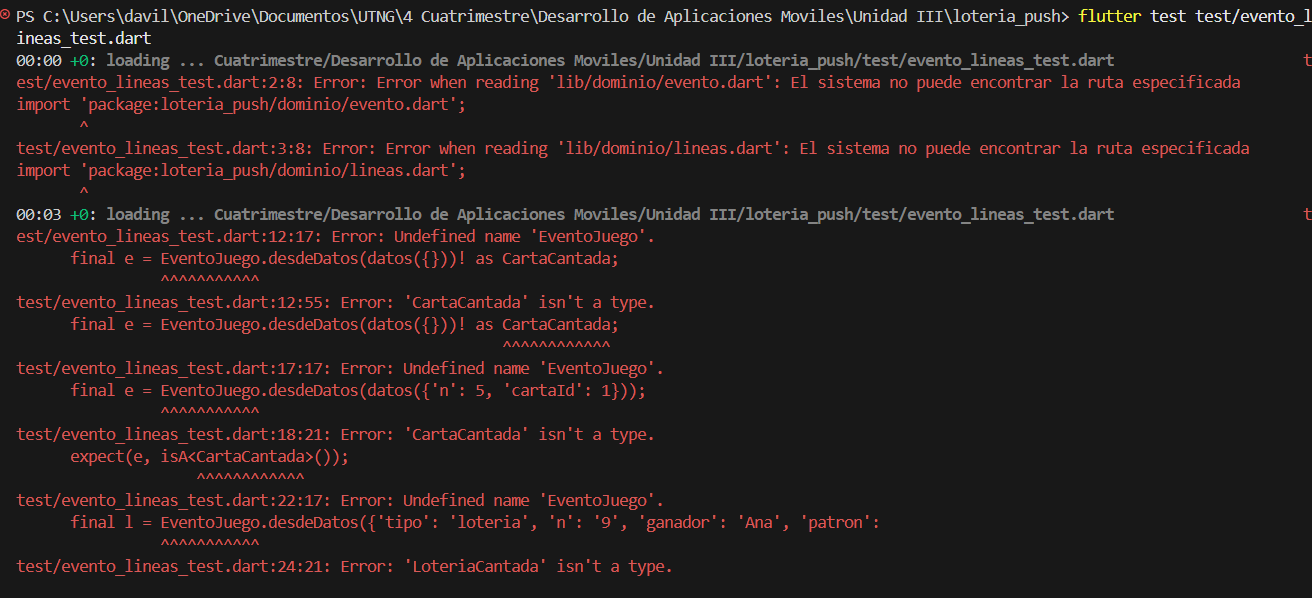 PS C:\Users\davil\OneDrive\Documentos\UTNG\4 Cuatrimestre\Desarrollo de Aplicaciones Moviles\Unidad III\loteria_push> flutter test test/evento_l
ineas_test.dart
00:00 +0: loading ... Cuatrimestre/Desarrollo de Aplicaciones Moviles/Unidad III/loteria_push/test/evento_lineas_test.dart t
est/evento_lineas_test.dart:2:8: Error: Error when reading 'lib/dominio/evento.dart': El sistema no puede encontrar la ruta especificada
import 'package:loteria_push/dominio/evento.dart';
^
test/evento_lineas_test.dart:3:8: Error: Error when reading 'lib/dominio/lineas.dart': El sistema no puede encontrar la ruta especificada
import 'package:loteria_push/dominio/lineas.dart';
^
00:03 +0: loading ... Cuatrimestre/Desarrollo de Aplicaciones Moviles/Unidad III/loteria_push/test/evento_lineas_test.dart t
est/evento_lineas_test.dart:12:17: Error: Undefined name 'EventoJuego'.
final e = EventoJuego.desdeDatos(datos({}))! as CartaCantada;
^^^^^^^^^^^
test/evento_lineas_test.dart:12:55: Error: 'CartaCantada' isn't a type.
final e = EventoJuego.desdeDatos(datos({}))! as CartaCantada;
^^^^^^^^^^^^
test/evento_lineas_test.dart:17:17: Error: Undefined name 'EventoJuego'.
final e = EventoJuego.desdeDatos(datos({'n': 5, 'cartaId': 1}));
^^^^^^^^^^^
test/evento_lineas_test.dart:18:21: Error: 'CartaCantada' isn't a type.
expect(e, isA<CartaCantada>());
^^^^^^^^^^^^
test/evento_lineas_test.dart:22:17: Error: Undefined name 'EventoJuego'.
final l = EventoJuego.desdeDatos({'tipo': 'loteria', 'n': '9', 'ganador': 'Ana', 'patron':
^^^^^^^^^^^
test/evento_lineas_test.dart:24:21: Error: 'LoteriaCantada' isn't a type.